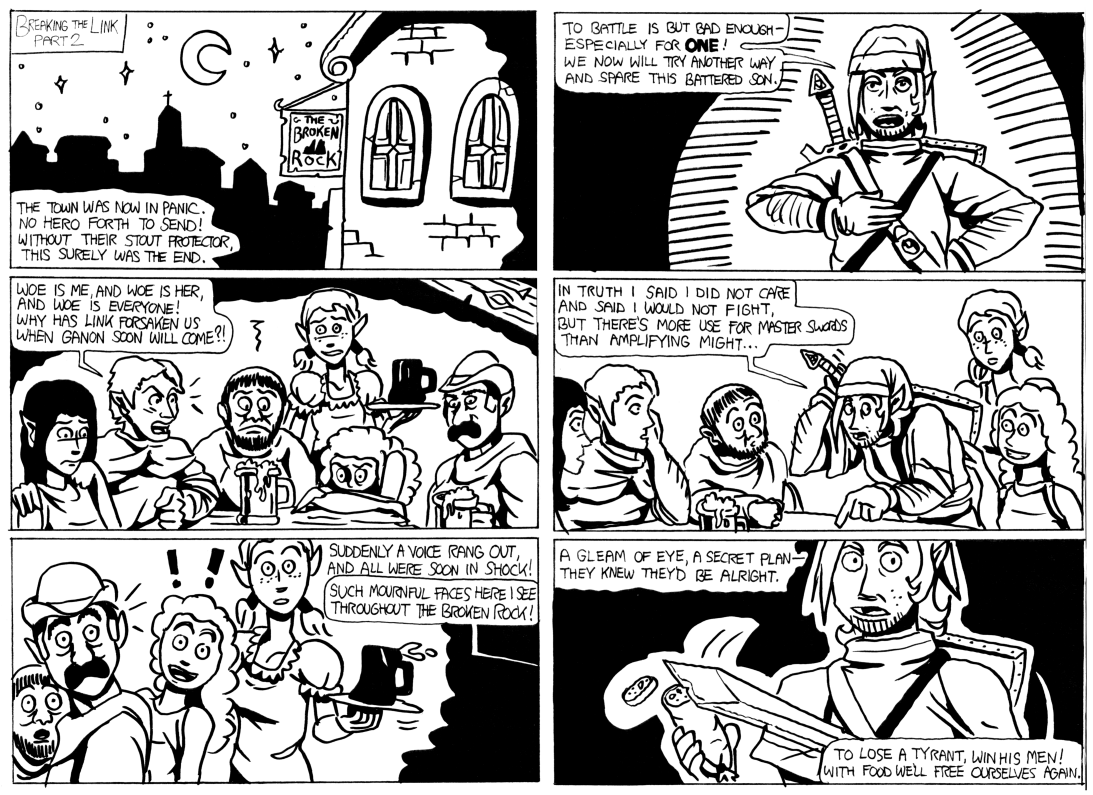 BREAKING THE LINK
PART 2
THE
BROKEN
ROCK
THE TOWN WAS NOW IN PANIC.
NO HERO FORTH TO SEND!
WITHOUT THEIR STOUT PROTECTOR,
THIS SURELY WAS THE END.
WOE IS ME, AND WOE IS HER,
AND WOE IS EVERYONE!
WHY HAS LINK FORSAKEN US
WHEN GANON SOON WILL COME?!
! !
SUDDENLY A VOICE RANG OUT,
AND ALL WERE SOON IN SHOCK!
SUCH MOURNFUL FACES HERE I SEE
THROUGHOUT THE BROKEN ROCK!
TO BATTLE IS BUT BAD ENOUGH—
ESPECIALLY FOR ONE!
WE NOW WILL TRY ANOTHER WAY
AND SPARE THIS BATTERED SON.
IN TRUTH I SAID I DID NOT CARE
AND SAID I WOULD NOT FIGHT,
BUT THERE'S MORE USE FOR MASTER SWORDS
THAN AMPLIFYING MIGHT...
A GLEAM OF EYE, A SECRET PLAN—
THEY KNEW THEY'D BE ALRIGHT.
TO LOSE A TYRANT, WIN HIS MEN!
WITH FOOD WE'LL FREE OURSELVES AGAIN.